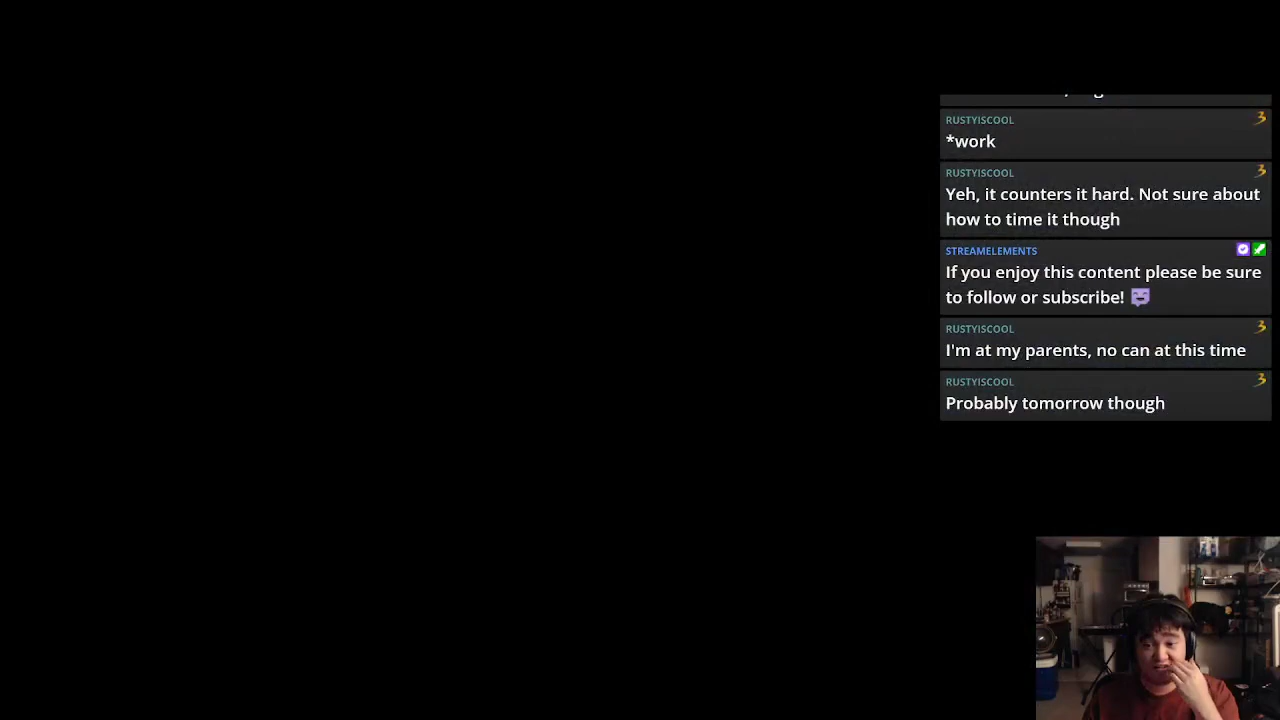 RUSTYISCOOL
*work
RUSTYISCOOL
Yeh, it counters it hard. Not sure about
how to time it though
STREAMELEMENTS
If you enjoy this content please be sure
to follow or subscribe!
RUSTYISCOOL
I'm at my parents, no can at this time
RUSTYISCOOL
Probably tomorrow though